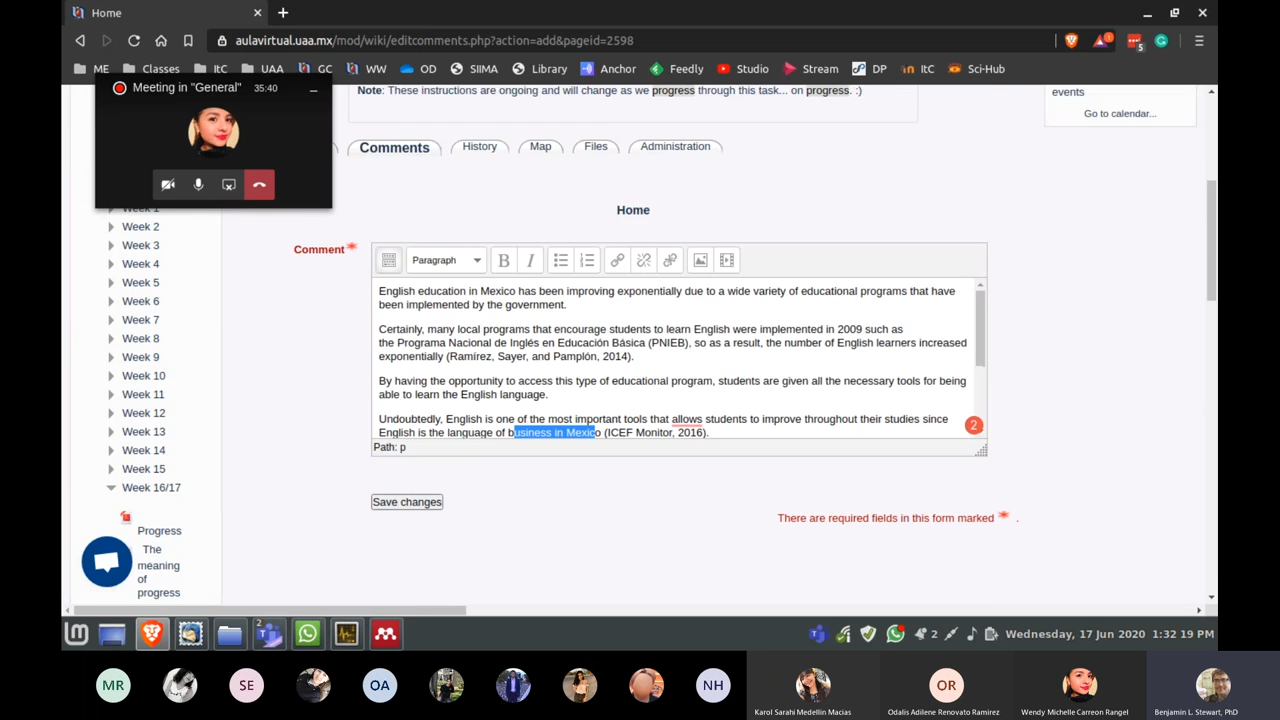 Home
aulavirtual.uaa.mx/mod/wiki/editcomments.php?action=add&pageid=2598
5
ME Classes ItC UAA GC WW OD SIIMA Library Anchor Feedly Studio Stream DP ItC Sci-Hub
Meeting in "General" 35:40
Note: These instructions are ongoing and will change as we progress through this task... on progress. :)
events
Go to calendar...
Comments History Map Files Administration
Week 1
Week 2
Week 3
Week 4
Week 5
Week 6
Week 7
Week 8
Week 9
Week 10
Week 11
Week 12
Week 13
Week 14
Week 15
Week 16/17
Progress
The
meaning
of
progress
Home
Comment
Paragraph B I
English education in Mexico has been improving exponentially due to a wide variety of educational programs that have
been implemented by the government.
Certainly, many local programs that encourage students to learn English were implemented in 2009 such as
the Programa Nacional de Inglés en Educación Básica (PNIEB), so as a result, the number of English learners increased
exponentially (Ramírez, Sayer, and Pamplón, 2014).
By having the opportunity to access this type of educational program, students are given all the necessary tools for being
able to learn the English language.
Undoubtedly, English is one of the most important tools that allows students to improve throughout their studies since
English is the language of business in Mexico (ICEF Monitor, 2016).
2
Path: p
Save changes
There are required fields in this form marked .
2
2 Wednesday, 17 Jun 2020 1:32 19 PM
MR SE OA NH OR
Karol Sarahi Medellin Macias Odalis Adilene Renovato Ramirez Wendy Michelle Carreon Rangel Benjamin L. Stewart, PhD